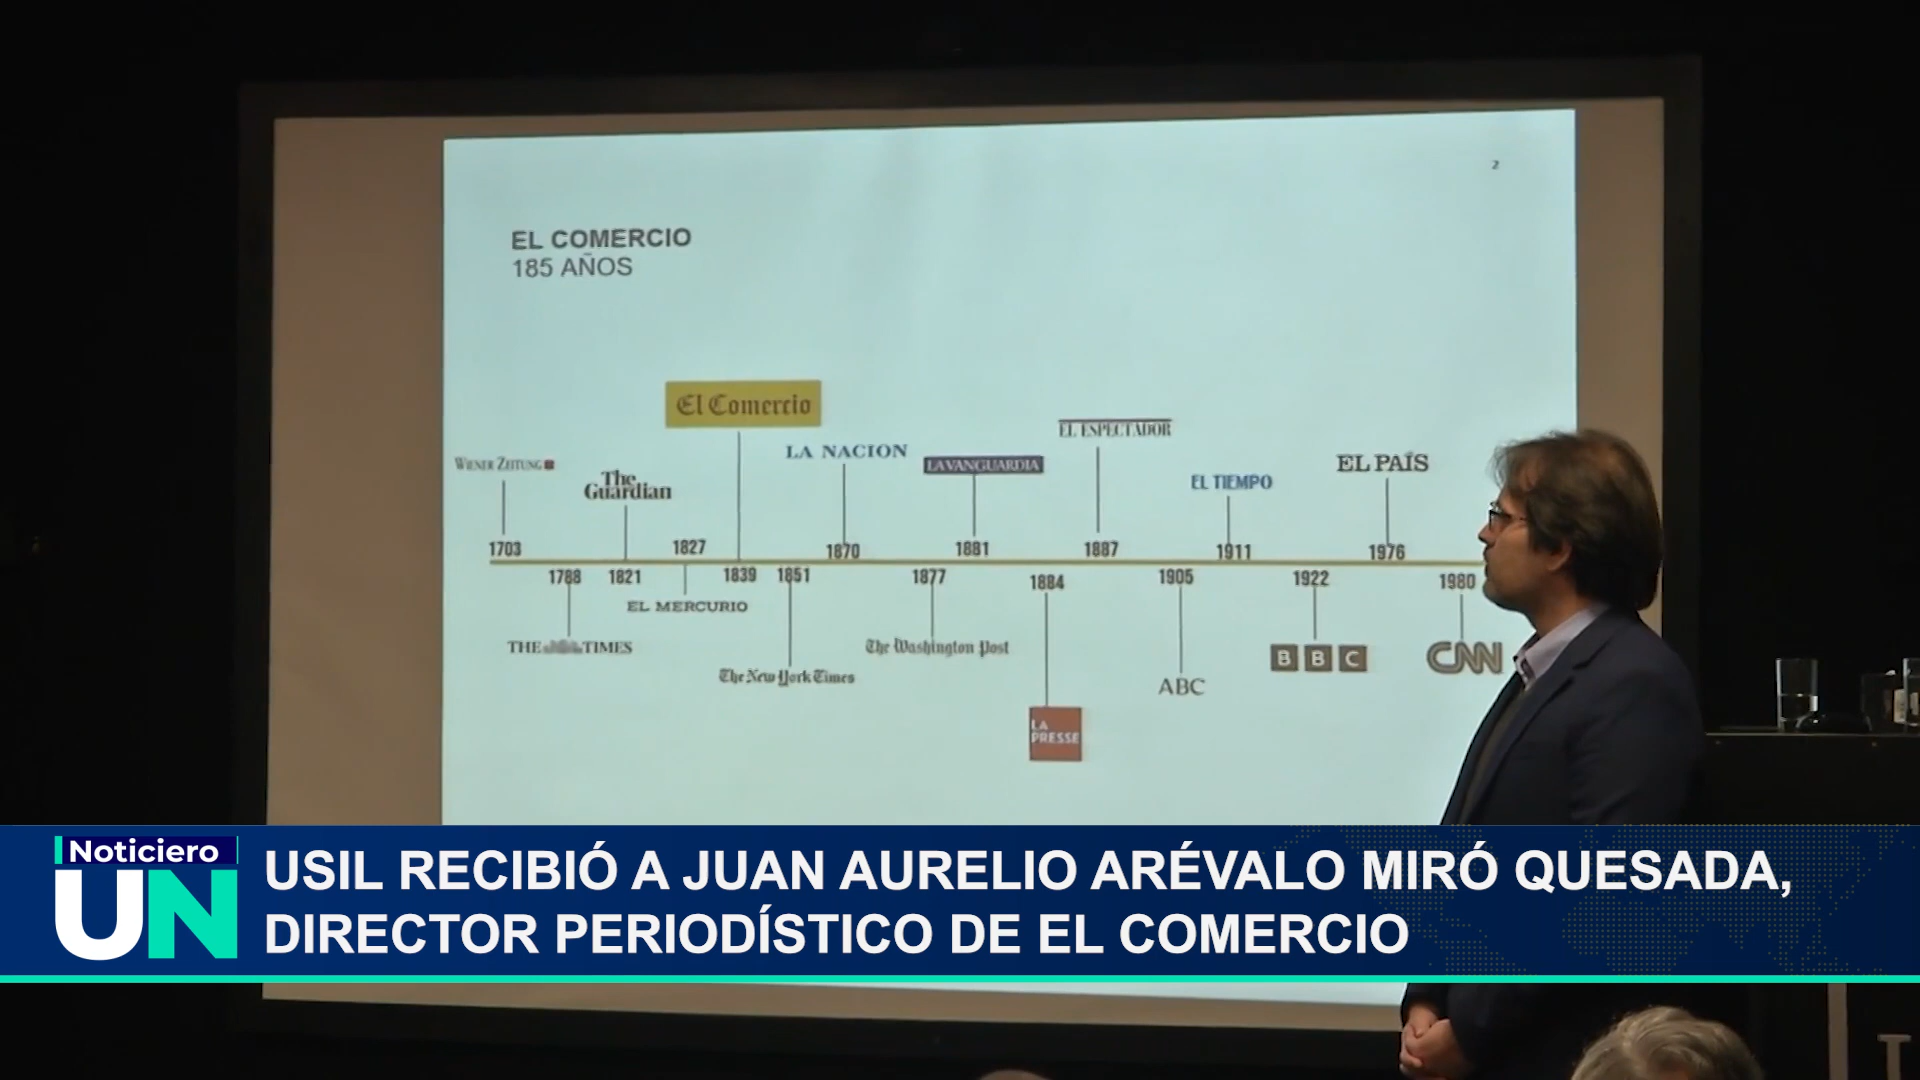 2
EL COMERCIO
185 AÑOS
El Comercio
EL ESPECTADOR
LA NACION
LA VANGUARDIA
WIENER ZEITUNG
The Guardian
EL TIEMPO
EL PAÍS
1703
1827
1870
1881
1887
1911
1976
1788
1821
1839
1851
1877
1884
1905
1922
1980
EL MERCURIO
THE TIMES
The New York Times
The Washington Post
LA
PRESSE
ABC
BBC
CNN
Noticiero
UN
USIL RECIBIÓ A JUAN AURELIO ARÉVALO MIRÓ QUESADA,
DIRECTOR PERIODÍSTICO DE EL COMERCIO